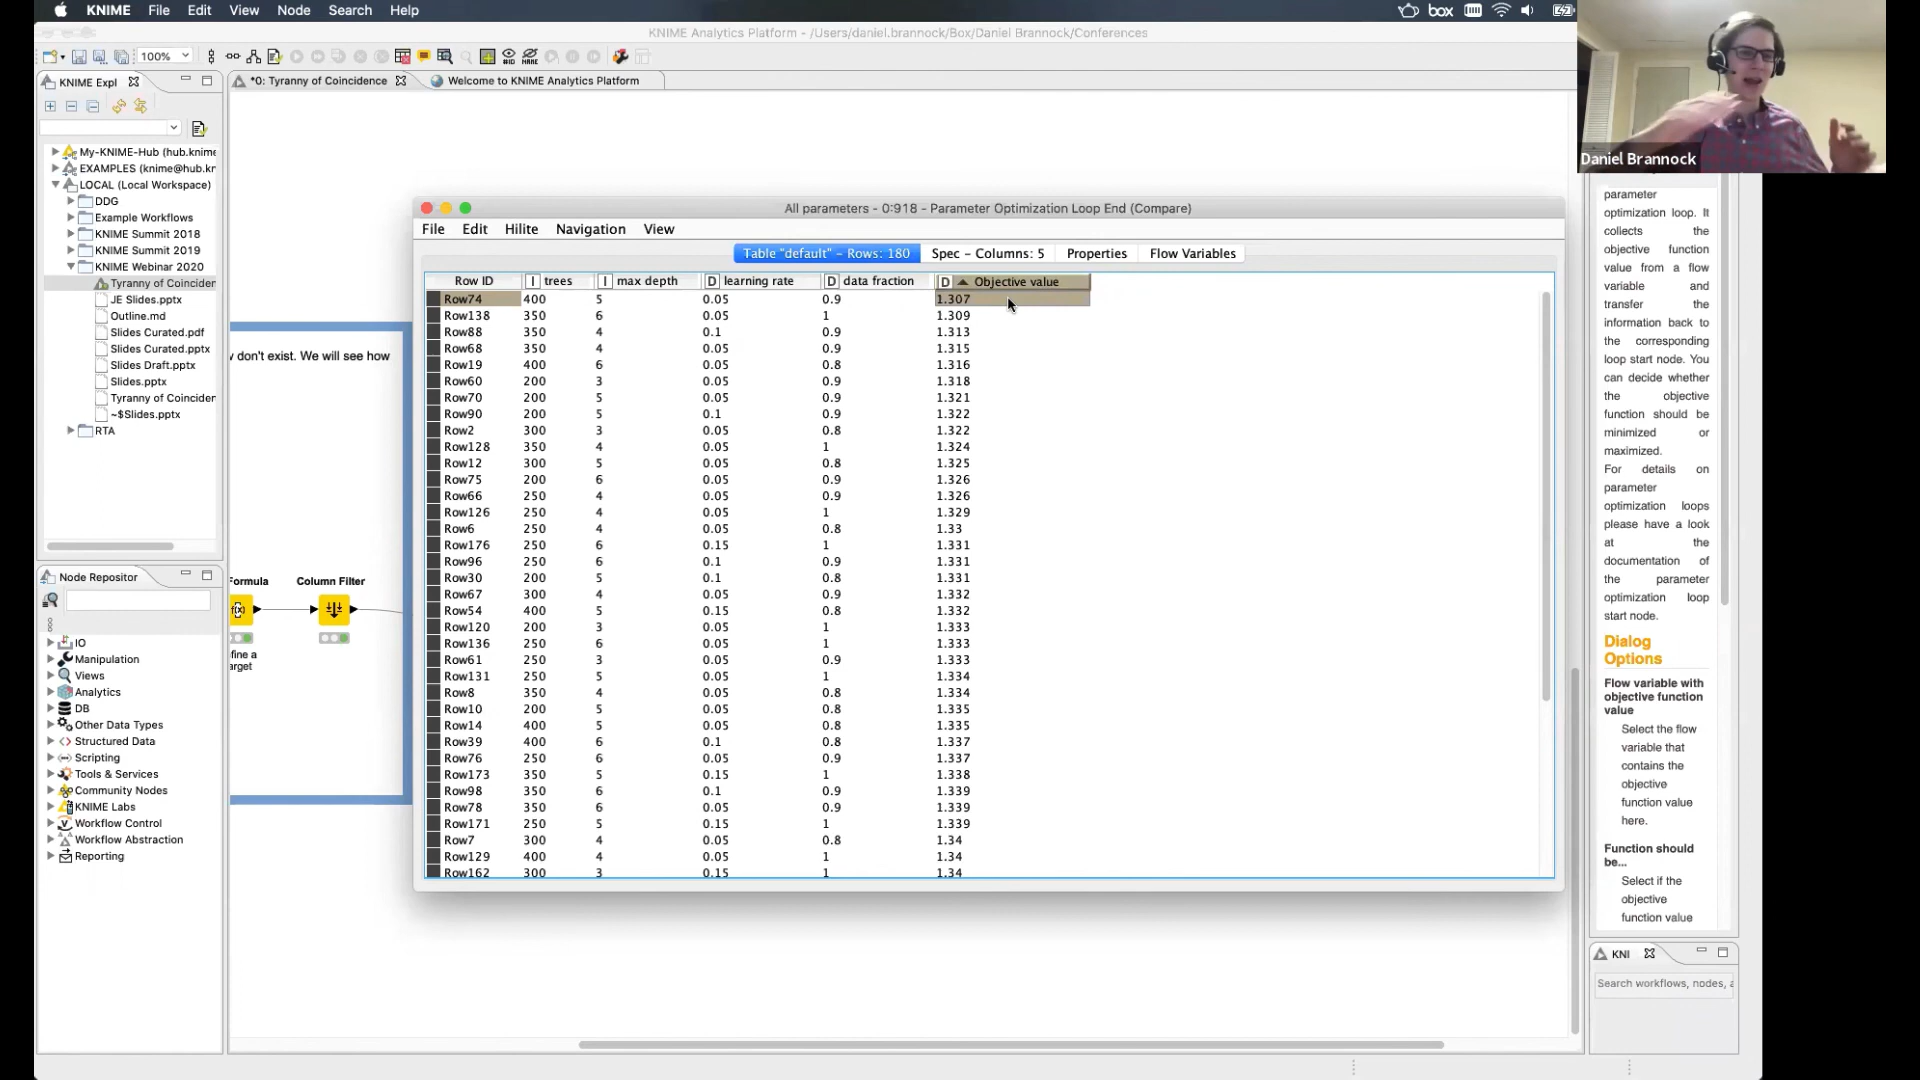 KNIME File Edit View Node Search Help
box
KNIME Analytics Platform - /Users/daniel.brannock/Box/Daniel Brannock/Conferences
100%
KNIME Expl
*0: Tyranny of Coincidence
Welcome to KNIME Analytics Platform
My-KNIME-Hub (hub.knime
EXAMPLES (knime@hub.kn
LOCAL (Local Workspace)
DDG
Example Workflows
KNIME Summit 2018
KNIME Summit 2019
KNIME Webinar 2020
Tyranny of Coinciden
JE Slides.pptx
Outline.md
Slides Curated.pdf
Slides Curated.pptx
Slides Draft.pptx
Slides.pptx
Tyranny of Coinciden
~$Slides.pptx
RTA
Node Repositor
IO
Manipulation
Views
Analytics
DB
Other Data Types
Structured Data
Scripting
Tools & Services
Community Nodes
KNIME Labs
Workflow Control
Workflow Abstraction
Reporting
w don't exist. We will see how
Formula
Column Filter
fine a
arget
All parameters - 0:918 - Parameter Optimization Loop End (Compare)
File Edit Hilite Navigation View
Table "default" - Rows: 180 Spec - Columns: 5 Properties Flow Variables
Row ID I trees I max depth D learning rate D data fraction D Objective value
Row74 400 5 0.05 0.9 1.307
Row138 350 6 0.05 1 1.309
Row88 350 4 0.1 0.9 1.313
Row68 350 4 0.05 0.9 1.315
Row19 400 6 0.05 0.8 1.316
Row60 200 3 0.05 0.9 1.318
Row70 200 5 0.05 0.9 1.321
Row90 200 5 0.1 0.9 1.322
Row2 300 3 0.05 0.8 1.322
Row128 350 4 0.05 1 1.324
Row12 300 5 0.05 0.8 1.325
Row75 200 6 0.05 0.9 1.326
Row66 250 4 0.05 0.9 1.326
Row126 250 4 0.05 1 1.329
Row6 250 4 0.05 0.8 1.33
Row176 250 6 0.15 1 1.331
Row96 250 6 0.1 0.9 1.331
Row30 200 5 0.1 0.8 1.331
Row67 300 4 0.05 0.9 1.332
Row54 400 5 0.15 0.8 1.332
Row120 200 3 0.05 1 1.333
Row136 250 6 0.05 1 1.333
Row61 250 3 0.05 0.9 1.333
Row131 250 5 0.05 1 1.334
Row8 350 4 0.05 0.8 1.334
Row10 200 5 0.05 0.8 1.335
Row14 400 5 0.05 0.8 1.335
Row39 400 6 0.1 0.8 1.337
Row76 250 6 0.05 0.9 1.337
Row173 350 5 0.15 1 1.338
Row98 350 6 0.1 0.9 1.339
Row78 350 6 0.05 0.9 1.339
Row171 250 5 0.15 1 1.339
Row7 300 4 0.05 0.8 1.34
Row129 400 4 0.05 1 1.34
Row162 300 3 0.15 1 1.34
Daniel Brannock
parameter
optimization loop. It
collects the
objective function
value from a flow
variable and
transfer the
information back to
the corresponding
loop start node. You
can decide whether
the objective
function should be
minimized or
maximized.
For details on
parameter
optimization loops
please have a look
at the
documentation of
the parameter
optimization loop
start node.
Dialog
Options
Flow variable with
objective function
value
Select the flow
variable that
contains the
objective
function value
here.
Function should
be...
Select if the
objective
function value
KNI
Search workflows, nodes,